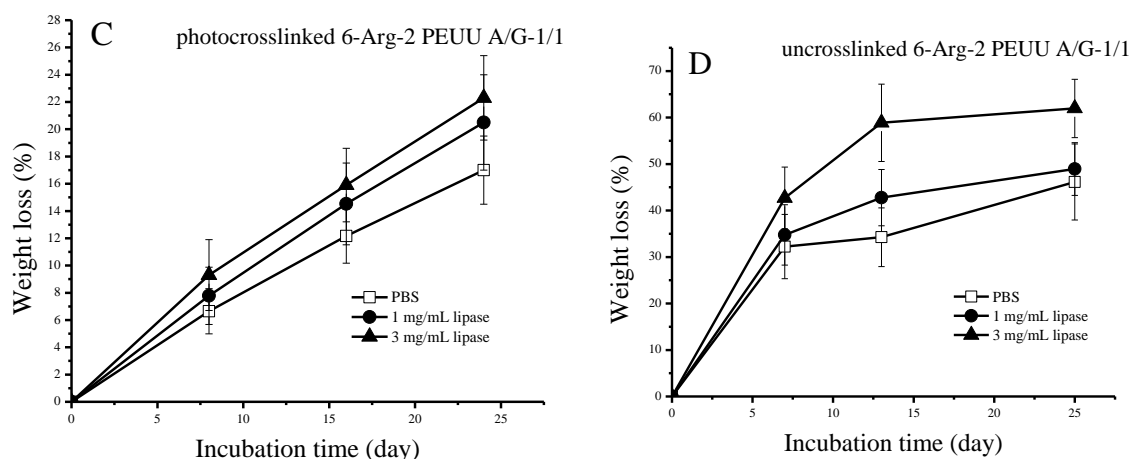 C
photocrosslinked 6-Arg-2 PEUU A/G-1/1
28
26
24
22
20
18
16
14
12
10
8
6
4
2
0
Weight loss (%)
PBS
1 mg/mL lipase
3 mg/mL lipase
0 5 10 15 20 25
Incubation time (day)
uncrosslinked 6-Arg-2 PEUU A/G-1/1
D
70
60
50
40
30
20
10
0
Weight loss (%)
PBS
1 mg/mL lipase
3 mg/mL lipase
0 5 10 15 20 25
Incubation time (day)